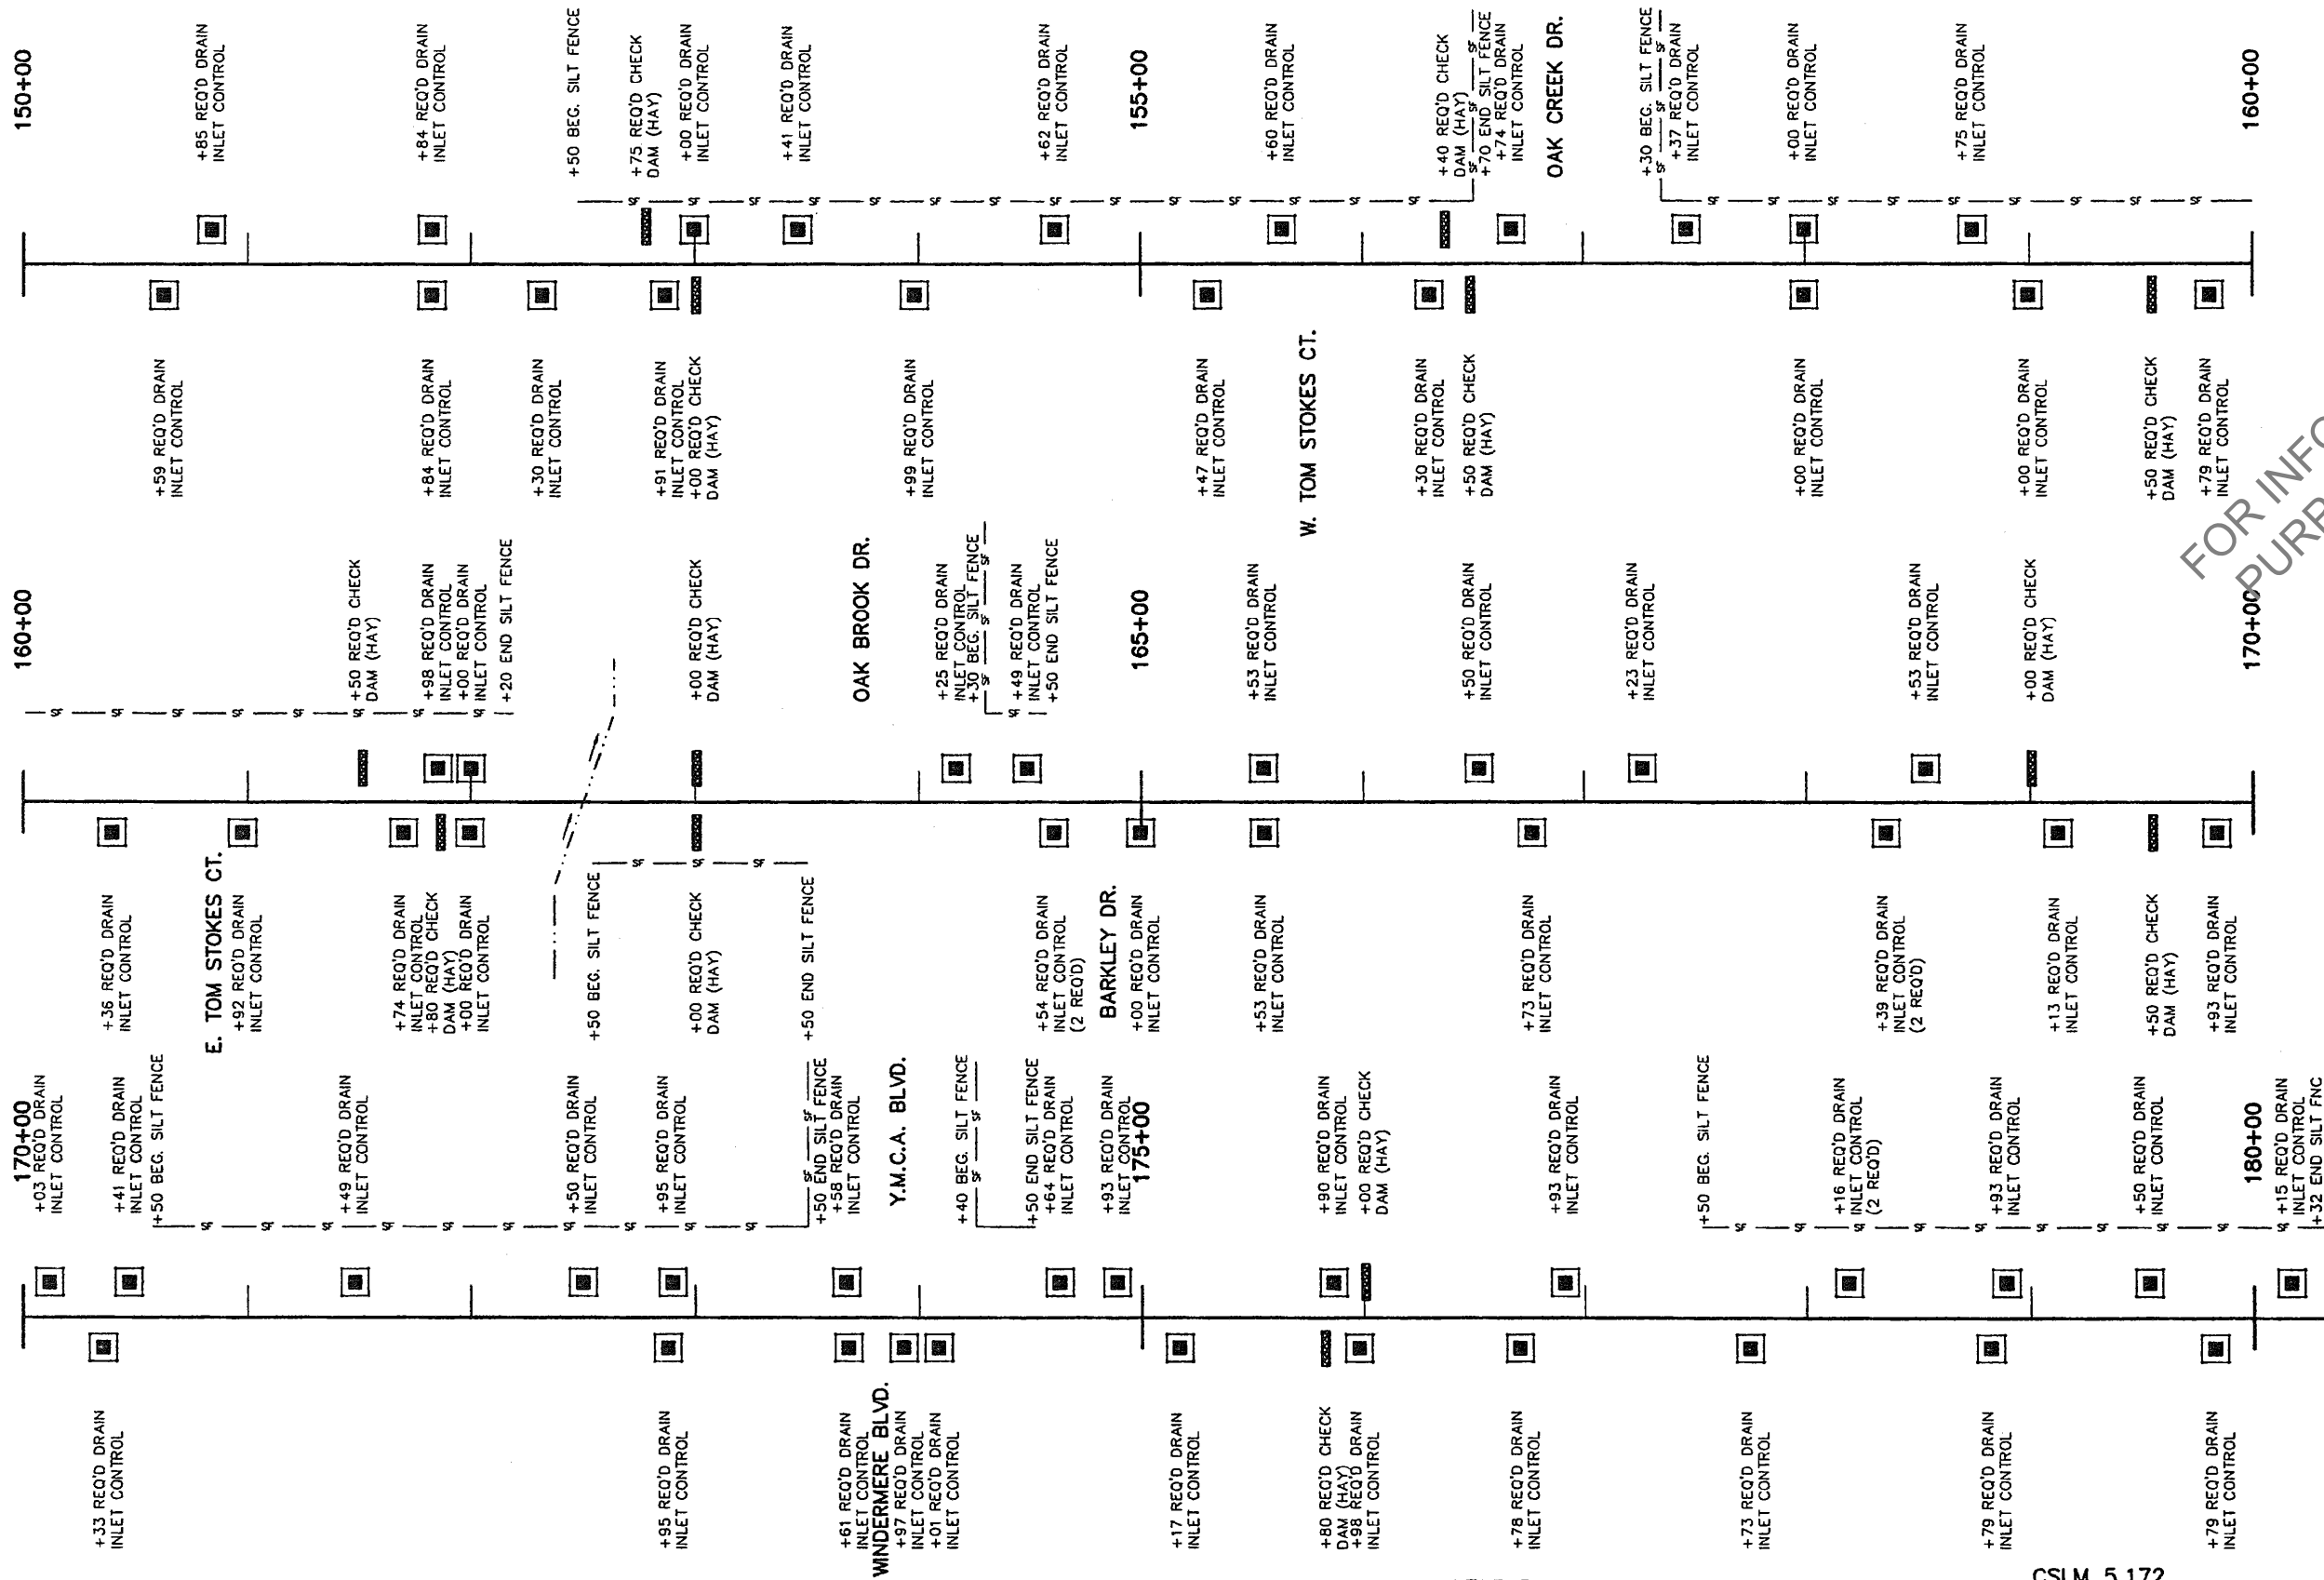 150+00
+85 REQ'D DRAIN
INLET CONTROL
+84 REQ'D DRAIN
INLET CONTROL
+50 BEG. SILT FENCE
+75 REQ'D CHECK
DAM (HAY)
+00 REQ'D DRAIN
INLET CONTROL
+41 REQ'D DRAIN
INLET CONTROL
+62 REQ'D DRAIN
INLET CONTROL
155+00
+60 REQ'D DRAIN
INLET CONTROL
+40 REQ'D CHECK
DAM (HAY)
+70 END SILT FENCE
+74 REQ'D DRAIN
INLET CONTROL
OAK CREEK DR.
+30 BEG. SILT FENCE
+37 REQ'D DRAIN
INLET CONTROL
+00 REQ'D DRAIN
INLET CONTROL
+75 REQ'D DRAIN
INLET CONTROL
160+00
+59 REQ'D DRAIN
INLET CONTROL
+84 REQ'D DRAIN
INLET CONTROL
+30 REQ'D DRAIN
INLET CONTROL
+91 REQ'D DRAIN
INLET CONTROL
+00 REQ'D CHECK
DAM (HAY)
+99 REQ'D DRAIN
INLET CONTROL
+47 REQ'D DRAIN
INLET CONTROL
W. TOM STOKES CT.
+30 REQ'D DRAIN
INLET CONTROL
+50 REQ'D CHECK
DAM (HAY)
+00 REQ'D DRAIN
INLET CONTROL
+00 REQ'D DRAIN
INLET CONTROL
+50 REQ'D CHECK
DAM (HAY)
+79 REQ'D DRAIN
INLET CONTROL
160+00
+50 REQ'D CHECK
DAM (HAY)
+98 REQ'D DRAIN
INLET CONTROL
+00 REQ'D DRAIN
INLET CONTROL
+20 END SILT FENCE
+00 REQ'D CHECK
DAM (HAY)
OAK BROOK DR.
+25 REQ'D DRAIN
INLET CONTROL
+30 BEG. SILT FENCE
+49 REQ'D DRAIN
INLET CONTROL
+50 END SILT FENCE
165+00
+53 REQ'D DRAIN
INLET CONTROL
+50 REQ'D DRAIN
INLET CONTROL
+23 REQ'D DRAIN
INLET CONTROL
+53 REQ'D DRAIN
INLET CONTROL
+00 REQ'D CHECK
DAM (HAY)
170+00
+36 REQ'D DRAIN
INLET CONTROL
E. TOM STOKES CT.
+92 REQ'D DRAIN
INLET CONTROL
+74 REQ'D DRAIN
INLET CONTROL
+80 REQ'D CHECK
DAM (HAY)
+00 REQ'D DRAIN
INLET CONTROL
+50 BEG. SILT FENCE
+00 REQ'D CHECK
DAM (HAY)
+50 END SILT FENCE
+54 REQ'D DRAIN
INLET CONTROL
(2 REQ'D)
BARKLEY DR.
+00 REQ'D DRAIN
INLET CONTROL
+53 REQ'D DRAIN
INLET CONTROL
+73 REQ'D DRAIN
INLET CONTROL
+39 REQ'D DRAIN
INLET CONTROL
(2 REQ'D)
+13 REQ'D DRAIN
INLET CONTROL
+50 REQ'D CHECK
DAM (HAY)
+93 REQ'D DRAIN
INLET CONTROL
170+00
+03 REQ'D DRAIN
INLET CONTROL
+41 REQ'D DRAIN
INLET CONTROL
+50 BEG. SILT FENCE
+49 REQ'D DRAIN
INLET CONTROL
+50 REQ'D DRAIN
INLET CONTROL
+95 REQ'D DRAIN
INLET CONTROL
+50 END SILT FENCE
+58 REQ'D DRAIN
INLET CONTROL
Y.M.C.A. BLVD.
+40 BEG. SILT FENCE
+50 END SILT FENCE
+64 REQ'D DRAIN
INLET CONTROL
+93 REQ'D DRAIN
INLET CONTROL
175+00
+90 REQ'D DRAIN
INLET CONTROL
+00 REQ'D CHECK
DAM (HAY)
+93 REQ'D DRAIN
INLET CONTROL
+50 BEG. SILT FENCE
+16 REQ'D DRAIN
INLET CONTROL
(2 REQ'D)
+93 REQ'D DRAIN
INLET CONTROL
+50 REQ'D DRAIN
INLET CONTROL
180+00
+15 REQ'D DRAIN
INLET CONTROL
+32 END SILT FNC
+33 REQ'D DRAIN
INLET CONTROL
+95 REQ'D DRAIN
INLET CONTROL
+61 REQ'D DRAIN
INLET CONTROL
WINDERMERE BLVD.
+97 REQ'D DRAIN
INLET CONTROL
+01 REQ'D DRAIN
INLET CONTROL
+17 REQ'D DRAIN
INLET CONTROL
+80 REQ'D CHECK
DAM (HAY)
+98 REQ'D DRAIN
INLET CONTROL
+78 REQ'D DRAIN
INLET CONTROL
+73 REQ'D DRAIN
INLET CONTROL
+79 REQ'D DRAIN
INLET CONTROL
+79 REQ'D DRAIN
INLET CONTROL
FOR INFO
PURP
CSLM 5.172